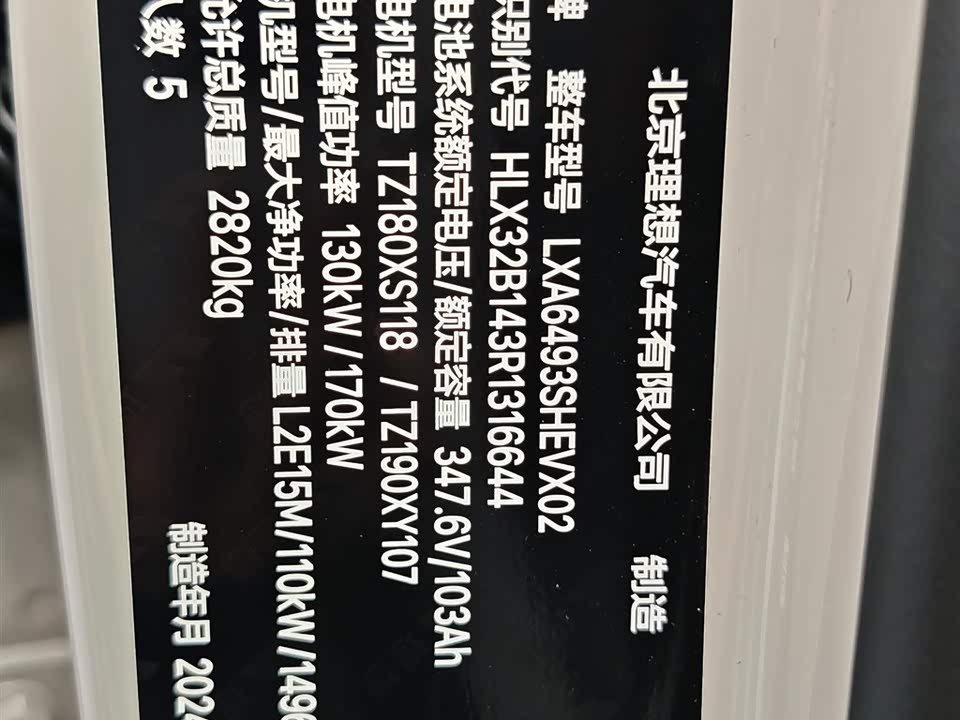 北京理想汽车有限公司 制造
牌 整车型号 LXA6493SHEVX02
识别代号 HLX32B143R1316644
电池系统额定电压/额定容量 347.6V/103Ah
电机型号 TZ180XS118 / TZ190XY107
电机峰值功率 130kW /170kW
机型号/最大净功率/排量 L2E15M/110kW/1496
允许总质量 2820kg
人数 5
制造年月 2024